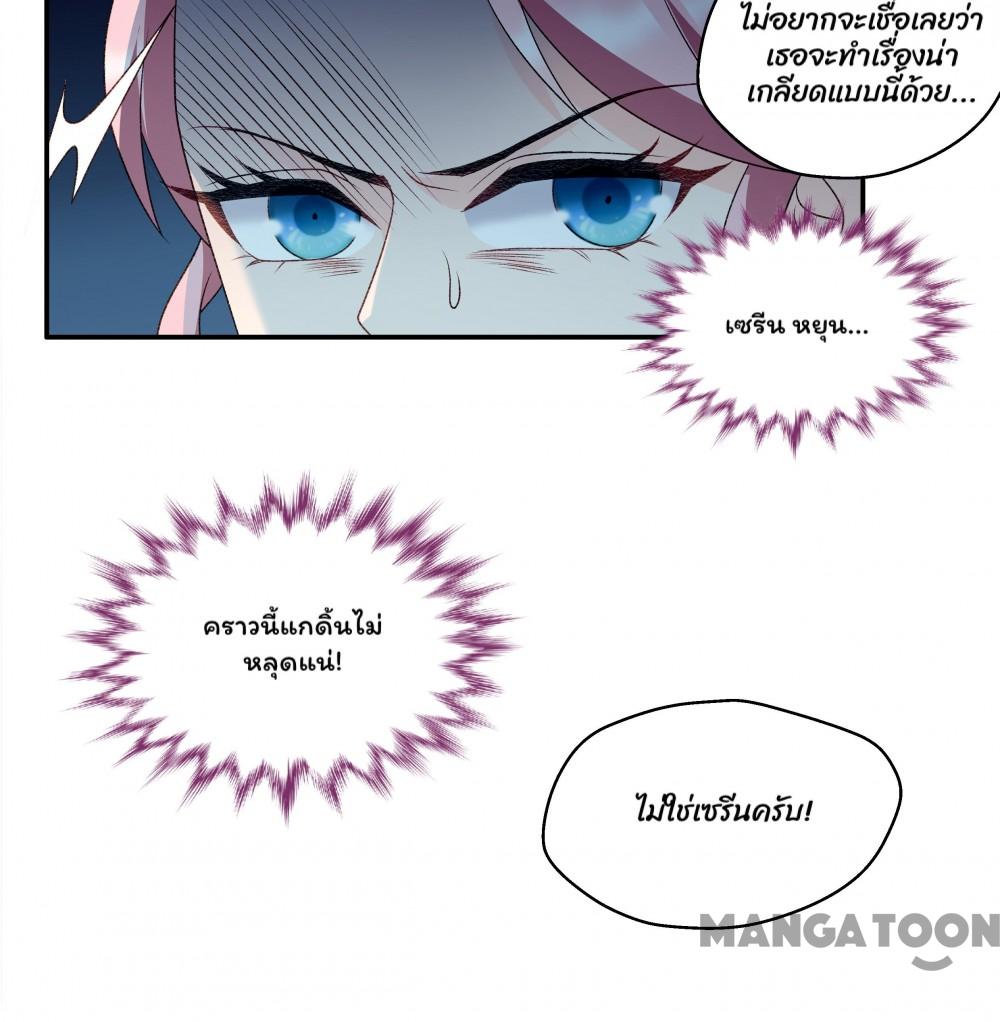 ไม่อยากจะเชื่อเลยว่า
เธอจะทำเรื่องน่า
เกลียดแบบนี้ด้วย...
เซรีน หยุน...
คราวนี้แกดิ้นไม่
หลุดแน่!
ไม่ใช่เซรีนครับ!
MANGATOON